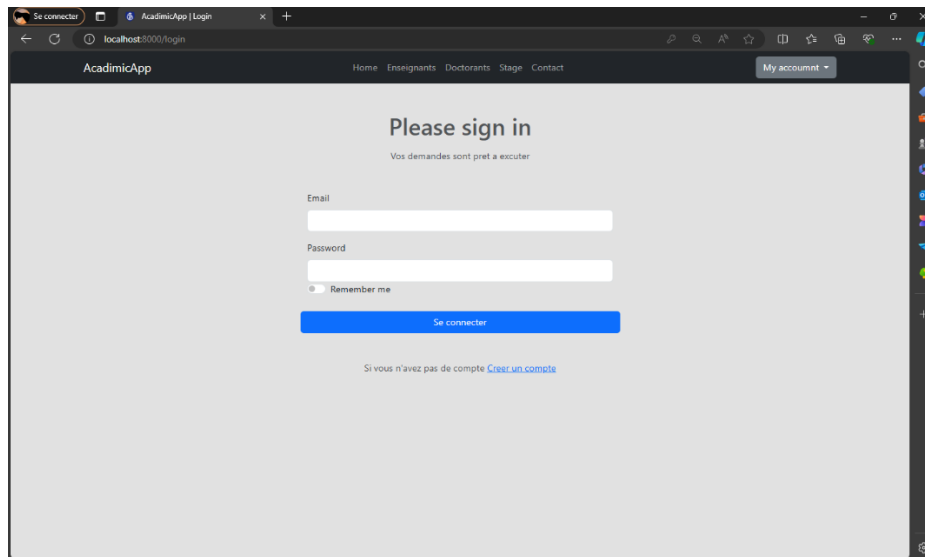 Se connecter
AcadimicApp | Login
localhost:8000/login
AcadimicApp
Home Enseignants Doctorants Stage Contact
My accoumnt
Please sign in
Vos demandes sont pret a excuter
Email
Password
Remember me
Se connecter
Si vous n'avez pas de compte Creer un compte